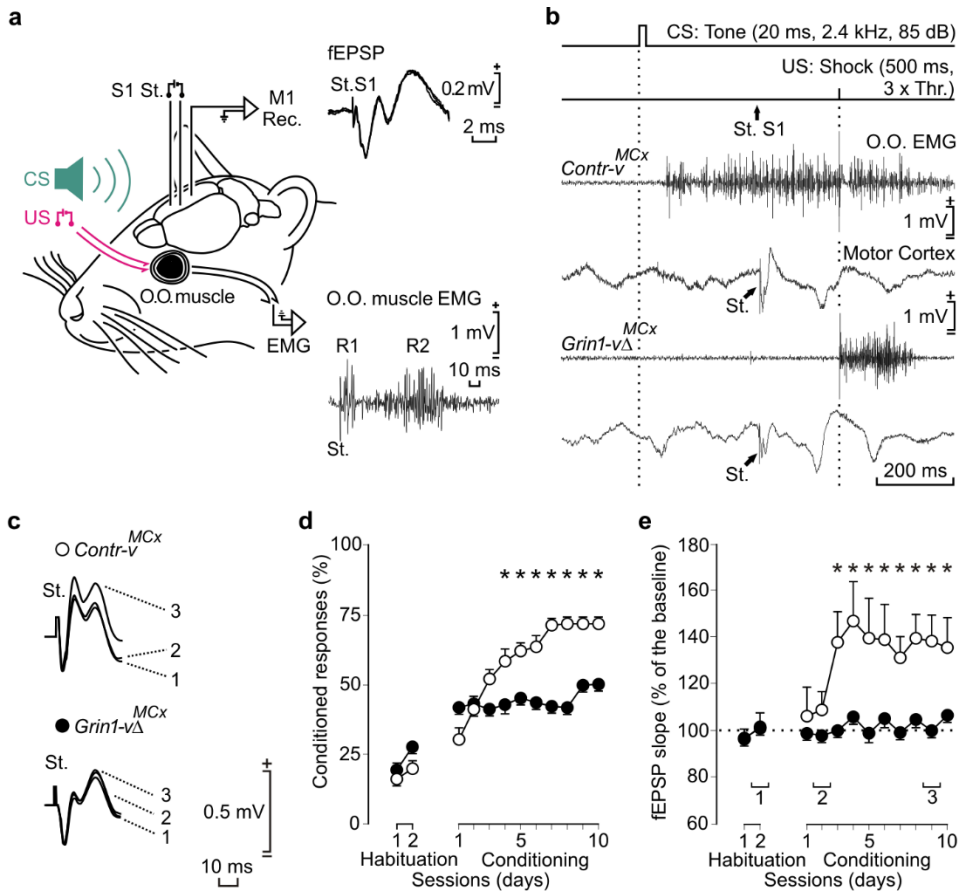 a
fEPSP
St. S1
0.2 mV
+
=
2 ms
S1 St.
M1
Rec.
CS
US
O.O. muscle
EMG
O.O. muscle EMG
+
1 mV
=
R1
R2
10 ms
St.
b
CS: Tone (20 ms, 2.4 kHz, 85 dB)
US: Shock (500 ms,
3 x Thr.)
St. S1
O.O. EMG
Contr-v^MCx
+
1 mV
=
Motor Cortex
St.
+
1 mV
=
Grin1-vΔ^MCx
St.
200 ms
c
Contr-v^MCx
St.
3
2
1
Grin1-vΔ^MCx
St.
3
2
1
+
0.5 mV
=
10 ms
d
Conditioned responses (%)
100
75
50
25
0
* * * * * * *
1 2
1 5 10
Habituation Conditioning
Sessions (days)
e
fEPSP slope (% of the baseline)
180
160
140
120
100
80
60
* * * * * * * *
1
2
3
1 2
1 5 10
Habituation Conditioning
Sessions (days)